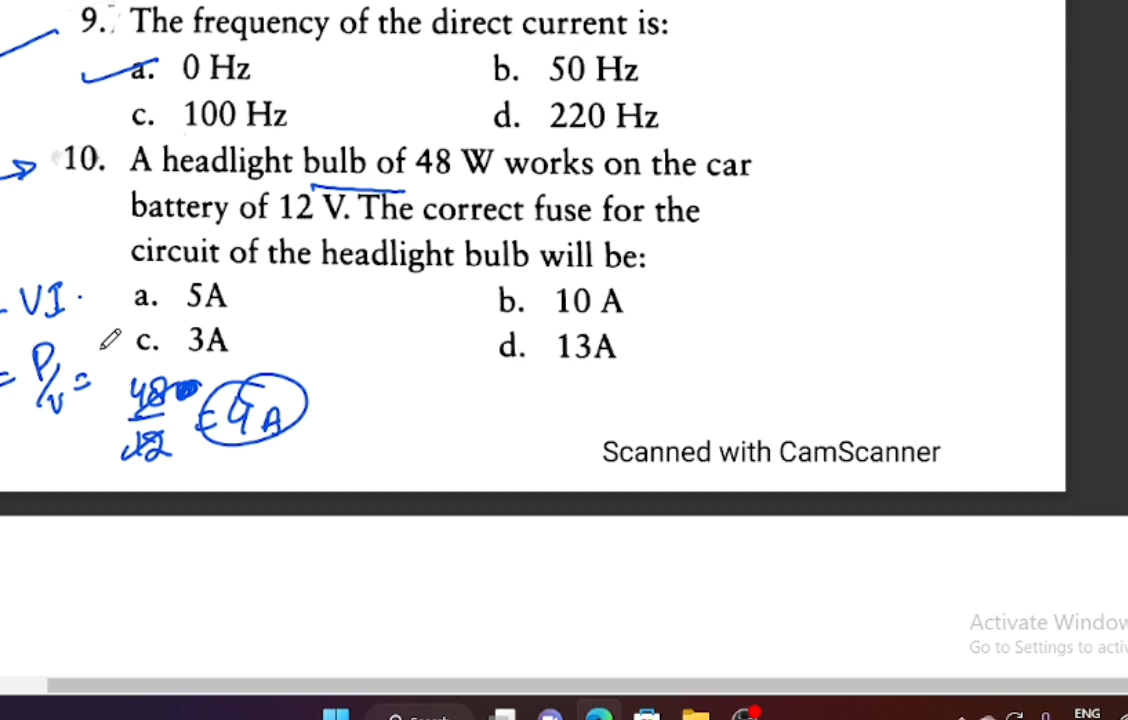 9. The frequency of the direct current is:
a. 0 Hz b. 50 Hz
c. 100 Hz d. 220 Hz
10. A headlight bulb of 48 W works on the car
battery of 12 V. The correct fuse for the
circuit of the headlight bulb will be:
VI. a. 5A b. 10 A
c. 3A d. 13A
= P/V = 48/12 = 4A
Scanned with CamScanner
Activate Window
Go to Settings to activ
ENG